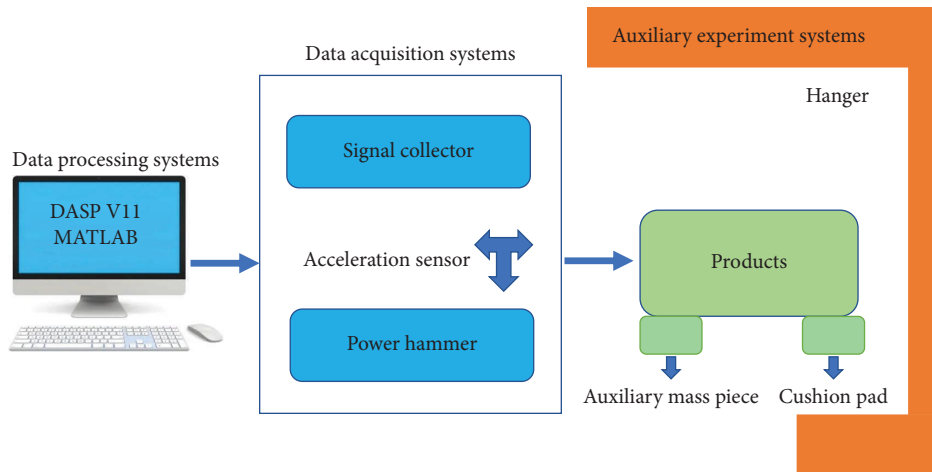 Data processing systems
DASP V11
MATLAB
Data acquisition systems
Signal collector
Acceleration sensor
Power hammer
Auxiliary experiment systems
Hanger
Products
Auxiliary mass piece
Cushion pad